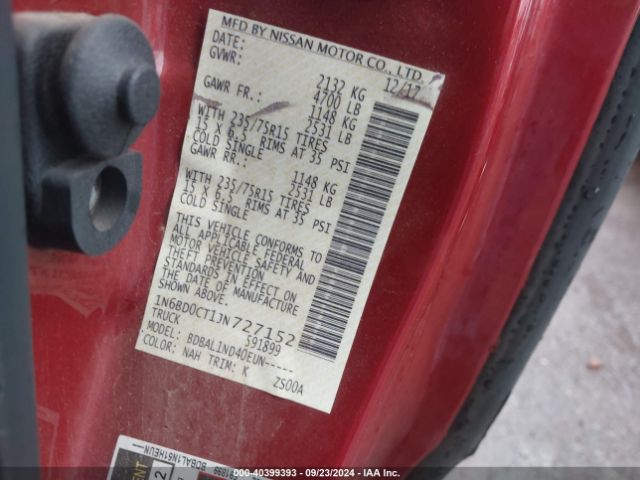 MFD BY NISSAN MOTOR CO., LTD.
DATE: 12/17
GVWR: 2132 KG
4700 LB
GAWR FR.: 1148 KG
2531 LB
WITH 235/75R15 TIRES
15 X 6.5 RIMS AT 35 PSI
COLD SINGLE
GAWR RR.: 1148 KG
2531 LB
WITH 235/75R15 TIRES
15 X 6.5 RIMS AT 35 PSI
COLD SINGLE
THIS VEHICLE CONFORMS TO
ALL APPLICABLE FEDERAL
MOTOR VEHICLE SAFETY AND
THEFT PREVENTION
STANDARDS IN EFFECT ON
THE DATE OF MANUFACTURE
SHOWN ABOVE.
1N6BD0CT13N727152
TRUCK 591899
MODEL: BDBAL1ND40EUN-----
COLOR: NAH TRIM: K ZS00A
BCBAL1N61HEUN
000-40399393 - 09/23/2024 - IAA Inc.